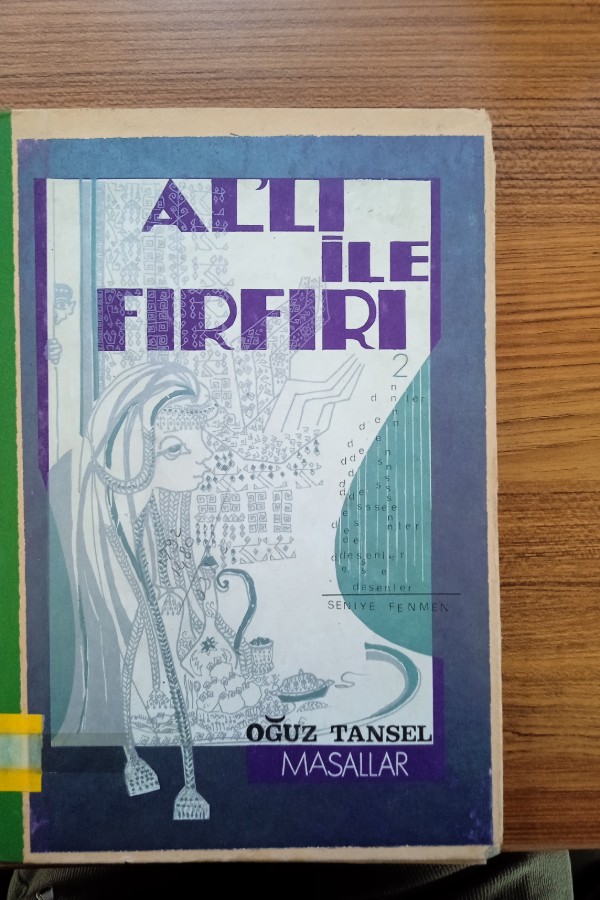 AL'LI
İLE
FIRFIRI
2
desenler
SENİYE FENMEN
OĞUZ TANSEL
MASALLAR